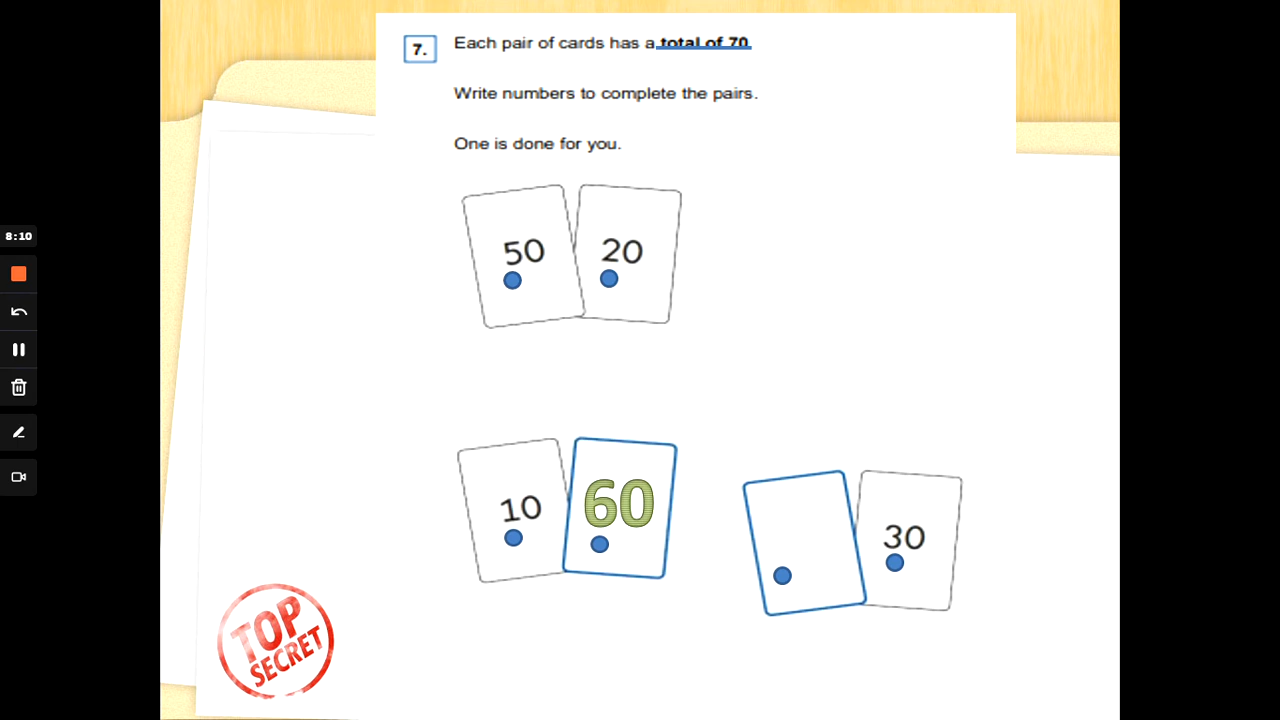 7. Each pair of cards has a total of 70
Write numbers to complete the pairs.
One is done for you.
50 20
8:10
10 60
30
TOP
SECRET